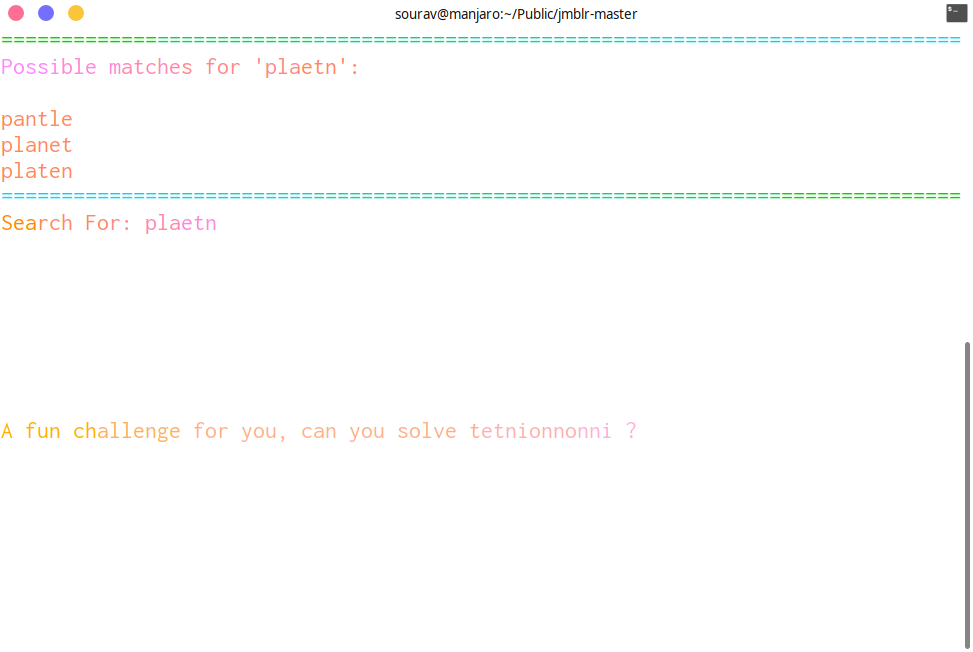 sourav@manjaro:~/Public/jmblr-master
================================================================================
Possible matches for 'plaetn':
pantle
planet
platen
================================================================================
Search For: plaetn
A fun challenge for you, can you solve tetnionnonni ?